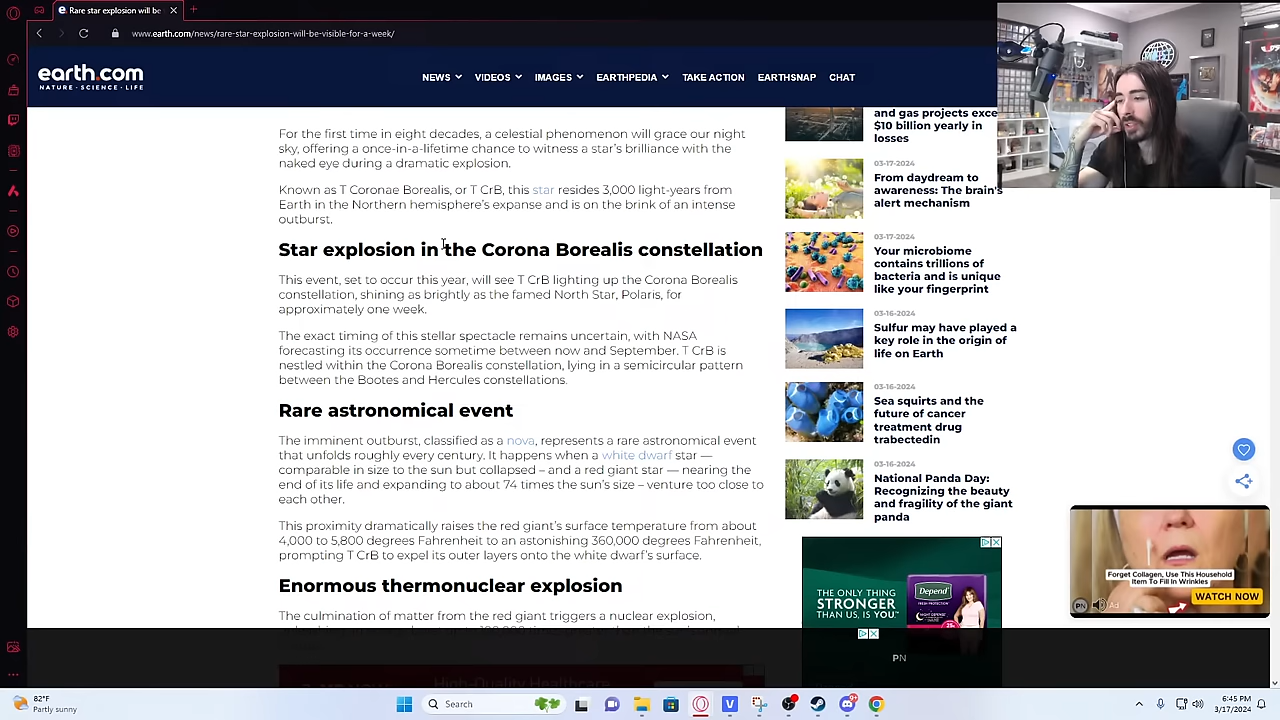 Rare star explosion will be
www.earth.com/news/rare-star-explosion-will-be-visible-for-a-week/
earth.com
NATURE · SCIENCE · LIFE
NEWS
VIDEOS
IMAGES
EARTHPEDIA
TAKE ACTION
EARTHSNAP
CHAT
For the first time in eight decades, a celestial phenomenon will grace our night
sky, offering a once-in-a-lifetime chance to witness a star's brilliance with the
naked eye during a dramatic explosion.
Known as T Coronae Borealis, or T CrB, this star resides 3,000 light-years from
Earth in the Northern hemisphere's expanse and is on the brink of an intense
outburst.
Star explosion in the Corona Borealis constellation
This event, set to occur this year, will see T CrB lighting up the Corona Borealis
constellation, shining as brightly as the famed North Star, Polaris, for
approximately one week.
The exact timing of this stellar spectacle remains uncertain, with NASA
forecasting its occurrence sometime between now and September. T CrB is
nestled within the Corona Borealis constellation, lying in a semicircular pattern
between the Bootes and Hercules constellations.
Rare astronomical event
The imminent outburst, classified as a nova, represents a rare astronomical event
that unfolds roughly every century. It happens when a white dwarf star —
comparable in size to the sun but collapsed – and a red giant star — nearing the
end of its life and expanding to about 74 times the sun's size – venture too close to
each other.
This proximity dramatically raises the red giant's surface temperature from about
4,000 to 5,800 degrees Fahrenheit to an astonishing 360,000 degrees Fahrenheit,
prompting T CrB to expel its outer layers onto the white dwarf's surface.
Enormous thermonuclear explosion
The culmination of matter from the red giant triggers a nuclear explosion,
and gas projects exce
$10 billion yearly in
losses
03-17-2024
From daydream to
awareness: The brain's
alert mechanism
03-17-2024
Your microbiome
contains trillions of
bacteria and is unique
like your fingerprint
03-16-2024
Sulfur may have played a
key role in the origin of
life on Earth
03-16-2024
Sea squirts and the
future of cancer
treatment drug
trabectedin
03-16-2024
National Panda Day:
Recognizing the beauty
and fragility of the giant
panda
THE ONLY THING
STRONGER
THAN US, IS YOU.
Depend
Forget Collagen, Use This Household
Item To Fill In Wrinkles
PN
Ad
WATCH NOW
PN
High-Quality Healthcare
82°F
Partly sunny
Search
6:45 PM
3/17/2024